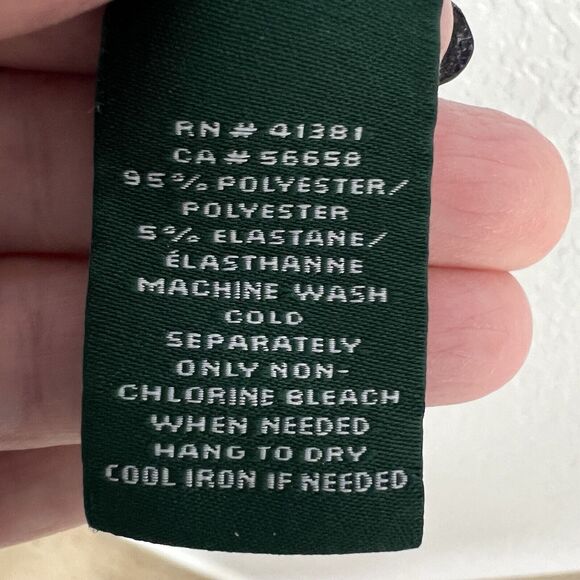 RN # 41381
CA # 56658
95% POLYESTER/
POLYESTER
5% ELASTANE/
ÉLASTHANNE
MACHINE WASH
COLD
SEPARATELY
ONLY NON-
CHLORINE BLEACH
WHEN NEEDED
HANG TO DRY
COOL IRON IF NEEDED